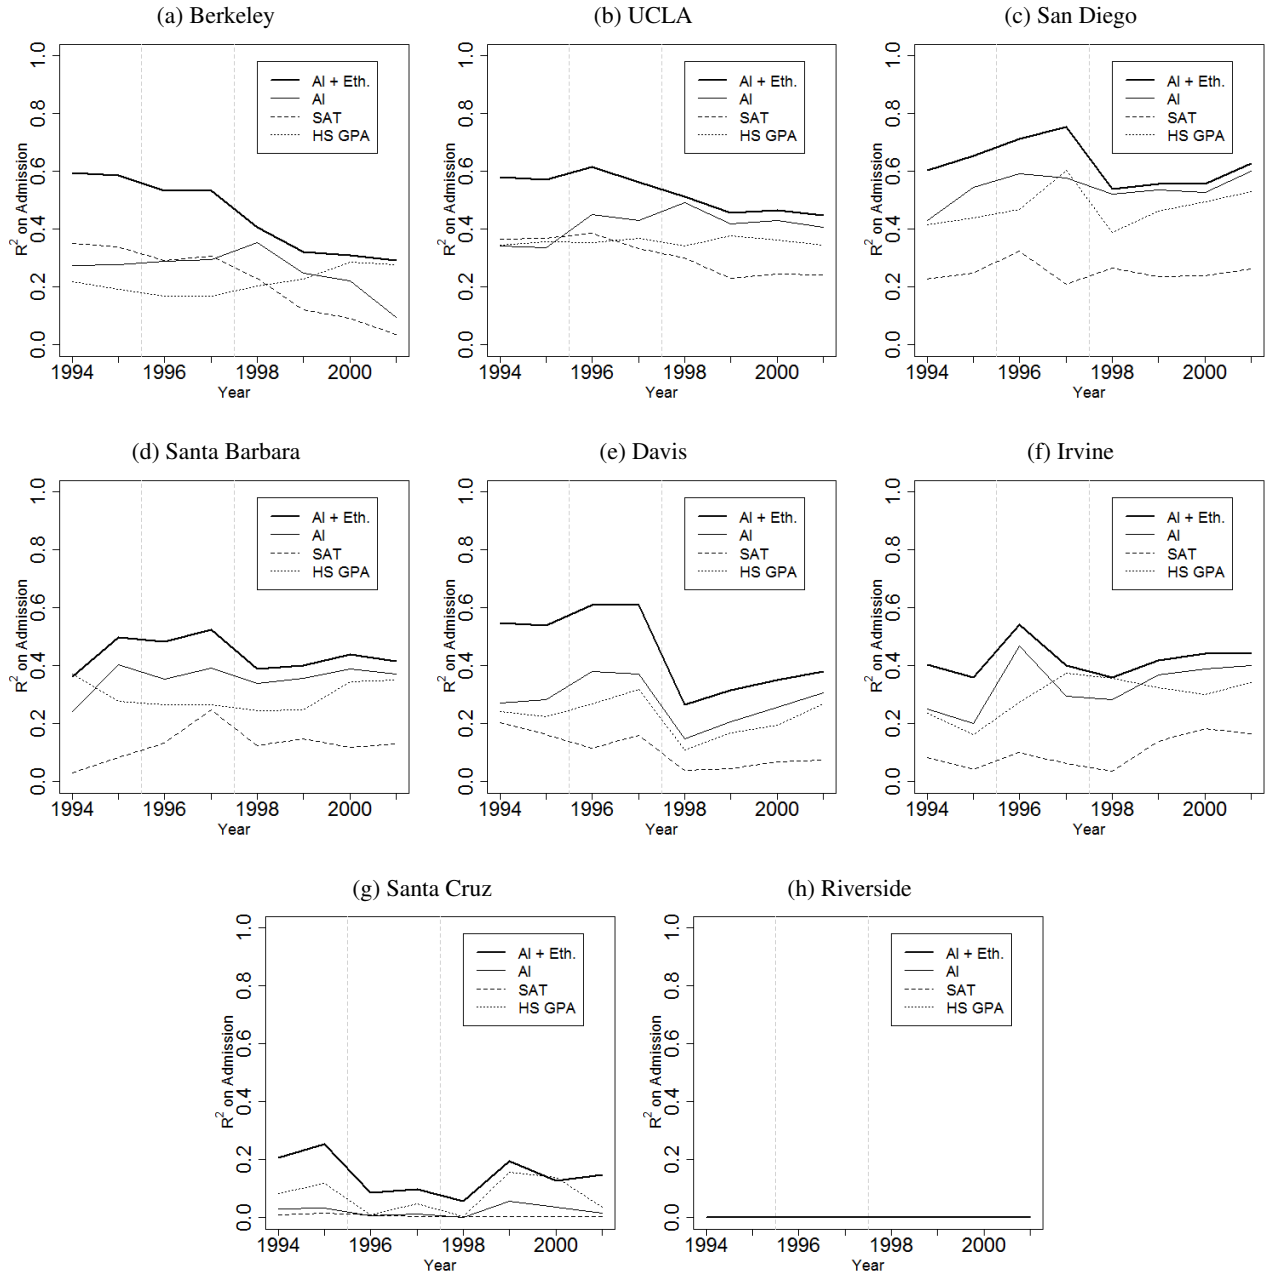 (a) Berkeley
R² on Admission
0.0 0.2 0.4 0.6 0.8 1.0
AI + Eth.
AI
SAT
HS GPA
1994 1996 1998 2000
Year
(b) UCLA
R² on Admission
0.0 0.2 0.4 0.6 0.8 1.0
AI + Eth.
AI
SAT
HS GPA
1994 1996 1998 2000
Year
(c) San Diego
R² on Admission
0.0 0.2 0.4 0.6 0.8 1.0
AI + Eth.
AI
SAT
HS GPA
1994 1996 1998 2000
Year
(d) Santa Barbara
R² on Admission
0.0 0.2 0.4 0.6 0.8 1.0
AI + Eth.
AI
SAT
HS GPA
1994 1996 1998 2000
Year
(e) Davis
R² on Admission
0.0 0.2 0.4 0.6 0.8 1.0
AI + Eth.
AI
SAT
HS GPA
1994 1996 1998 2000
Year
(f) Irvine
R² on Admission
0.0 0.2 0.4 0.6 0.8 1.0
AI + Eth.
AI
SAT
HS GPA
1994 1996 1998 2000
Year
(g) Santa Cruz
R² on Admission
0.0 0.2 0.4 0.6 0.8 1.0
AI + Eth.
AI
SAT
HS GPA
1994 1996 1998 2000
Year
(h) Riverside
R² on Admission
0.0 0.2 0.4 0.6 0.8 1.0
AI + Eth.
AI
SAT
HS GPA
1994 1996 1998 2000
Year